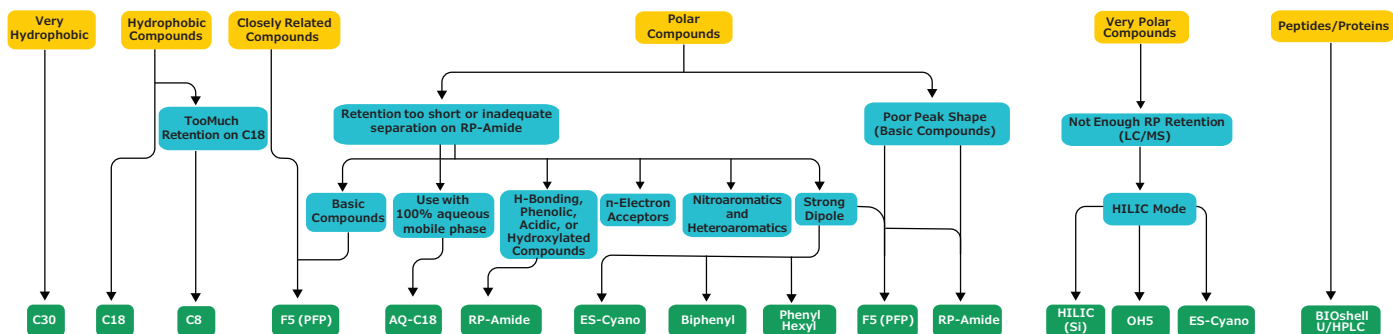 Very
Hydrophobic
Hydrophobic
Compounds
Closely Related
Compounds
Polar
Compounds
Very Polar
Compounds
Peptides/Proteins
TooMuch
Retention on C18
Retention too short or inadequate
separation on RP-Amide
Poor Peak Shape
(Basic Compounds)
Not Enough RP Retention
(LC/MS)
Basic
Compounds
Use with
100% aqueous
mobile phase
H-Bonding,
Phenolic,
Acidic, or
Hydroxylated
Compounds
π-Electron
Acceptors
Nitroaromatics
and
Heteroaromatics
Strong
Dipole
HILIC Mode
C30
C18
C8
F5 (PFP)
AQ-C18
RP-Amide
ES-Cyano
Biphenyl
Phenyl
Hexyl
F5 (PFP)
RP-Amide
HILIC
(Si)
OH5
ES-Cyano
BIOshell
U/HPLC